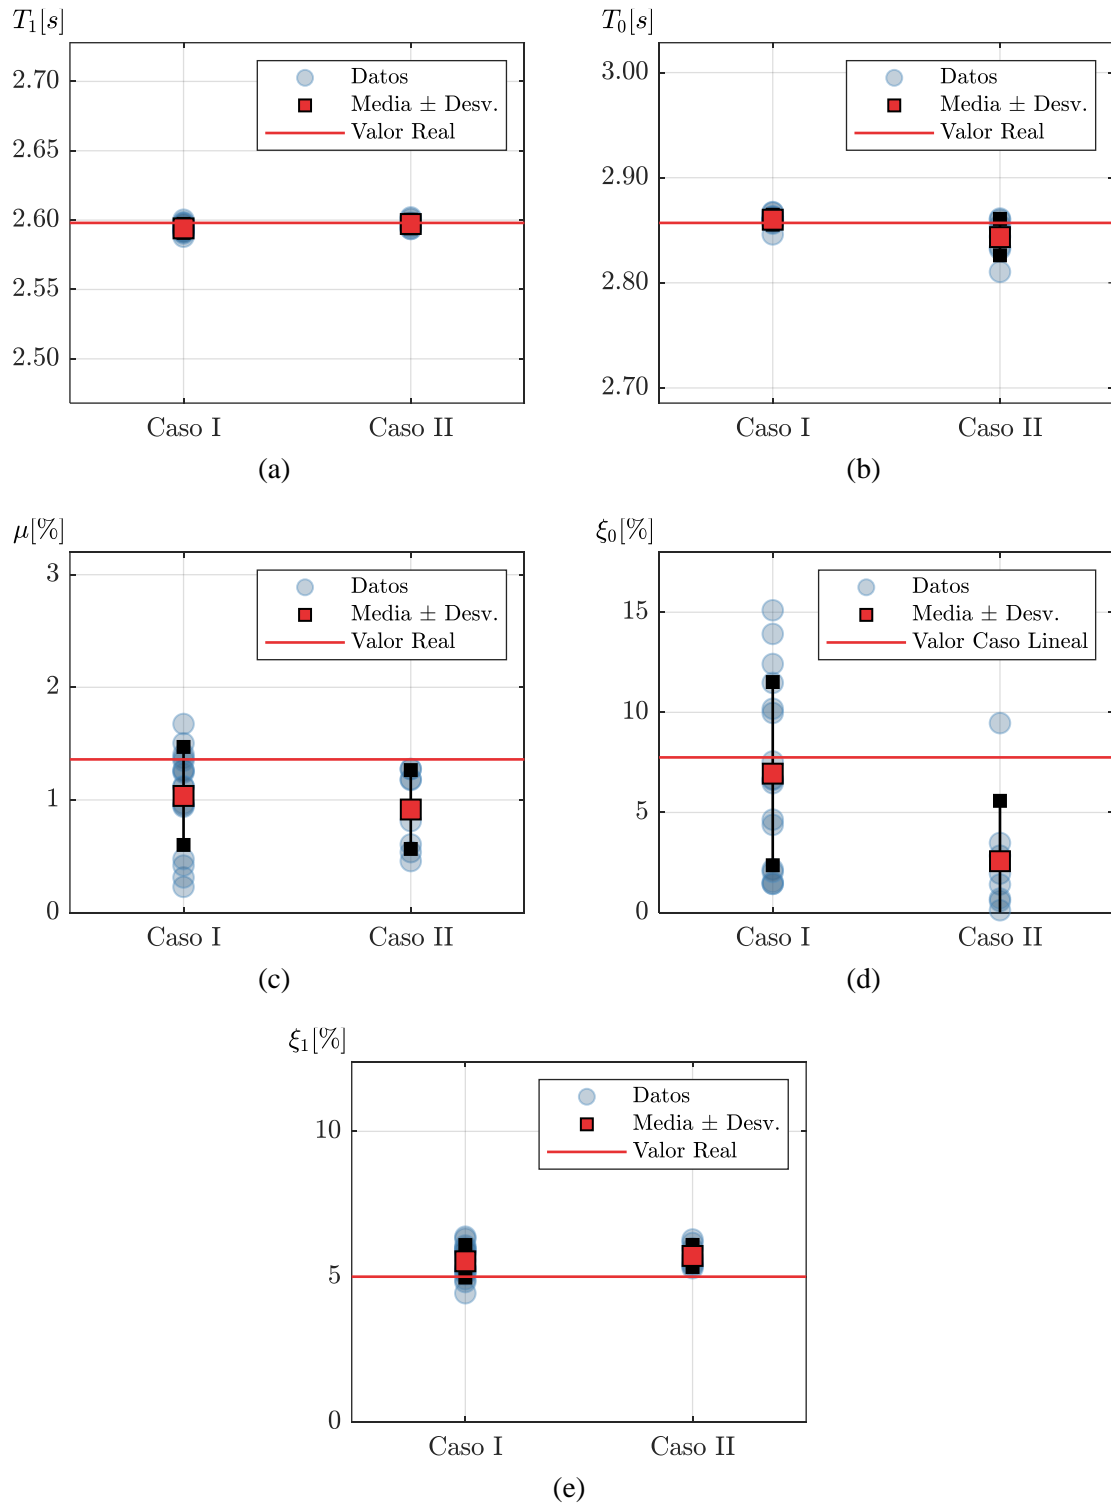 T₁[s]
2.70
2.65
2.60
2.55
2.50
Datos
Media ± Desv.
Valor Real
Caso I
Caso II
(a)
T₀[s]
3.00
2.90
2.80
2.70
Datos
Media ± Desv.
Valor Real
Caso I
Caso II
(b)
μ[%]
3
2
1
0
Datos
Media ± Desv.
Valor Real
Caso I
Caso II
(c)
ξ₀[%]
15
10
5
0
Datos
Media ± Desv.
Valor Caso Lineal
Caso I
Caso II
(d)
ξ₁[%]
10
5
0
Datos
Media ± Desv.
Valor Real
Caso I
Caso II
(e)